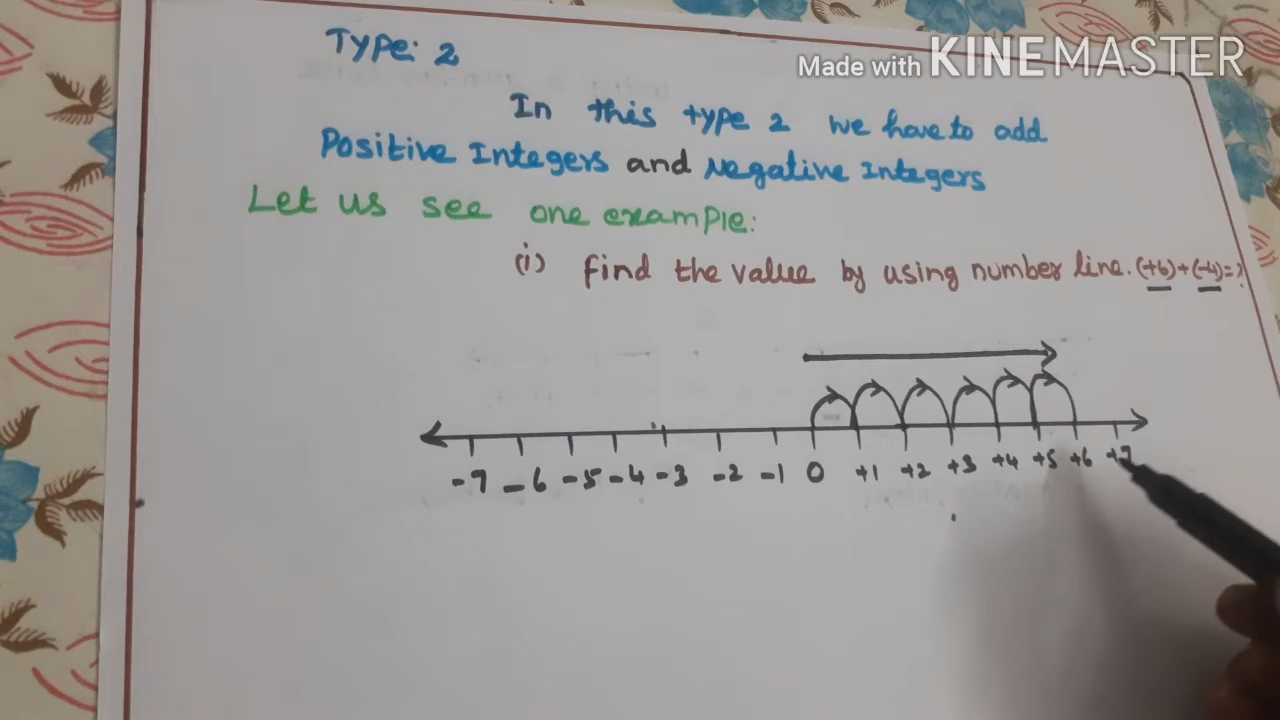 Type: 2
Made with KINEMASTER
In this type 2 we have to add
Positive Integers and Negative Integers
Let us see one example:
(i) find the value by using number line. (+6)+(-4)=?
-7 -6 -5 -4 -3 -2 -1 0 +1 +2 +3 +4 +5 +6 +7